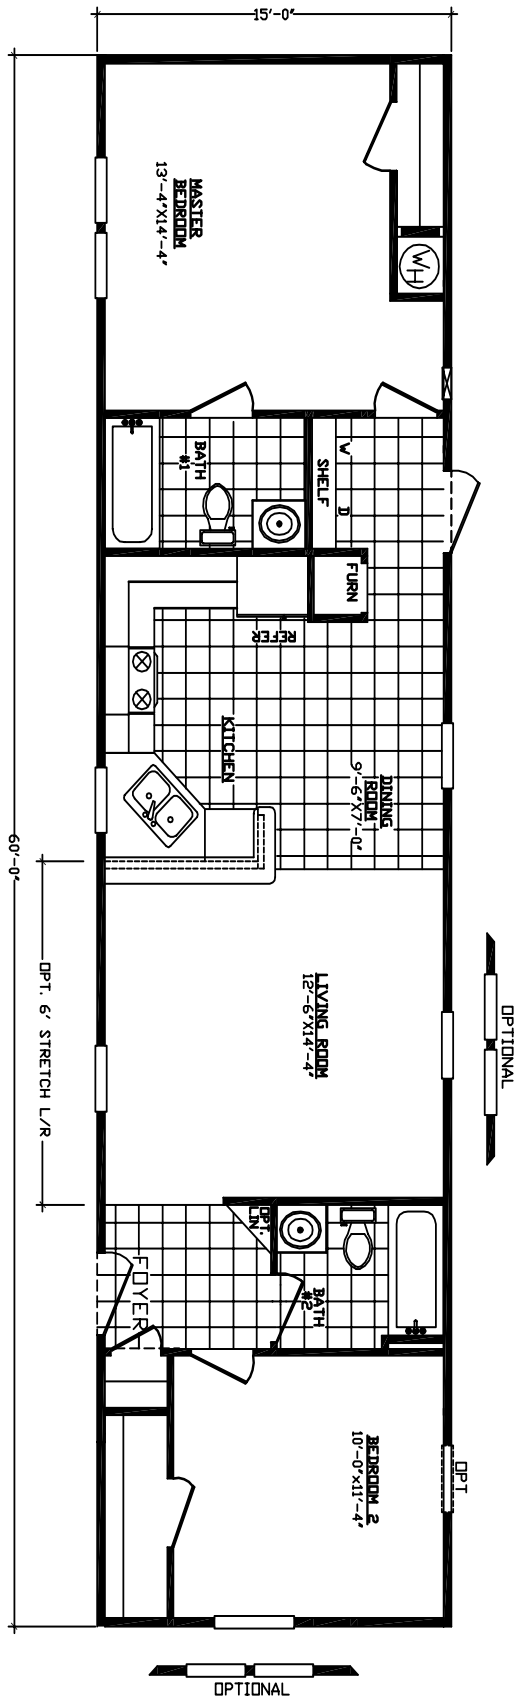 15'-0"
MASTER
BEDROOM
13'-4"X14'-4"
WH
BATH
#1
W
D
SHELF
FURN
REFER
KITCHEN
DINING
ROOM
9'-6"X7'-0"
60'-0"
OPT. 6' STRETCH L/R
LIVING ROOM
12'-6"X14'-4"
OPTIONAL
OPT.
LIN
FOYER
BATH
#2
BEDROOM 2
10'-0"x11'-4"
OPT
OPTIONAL